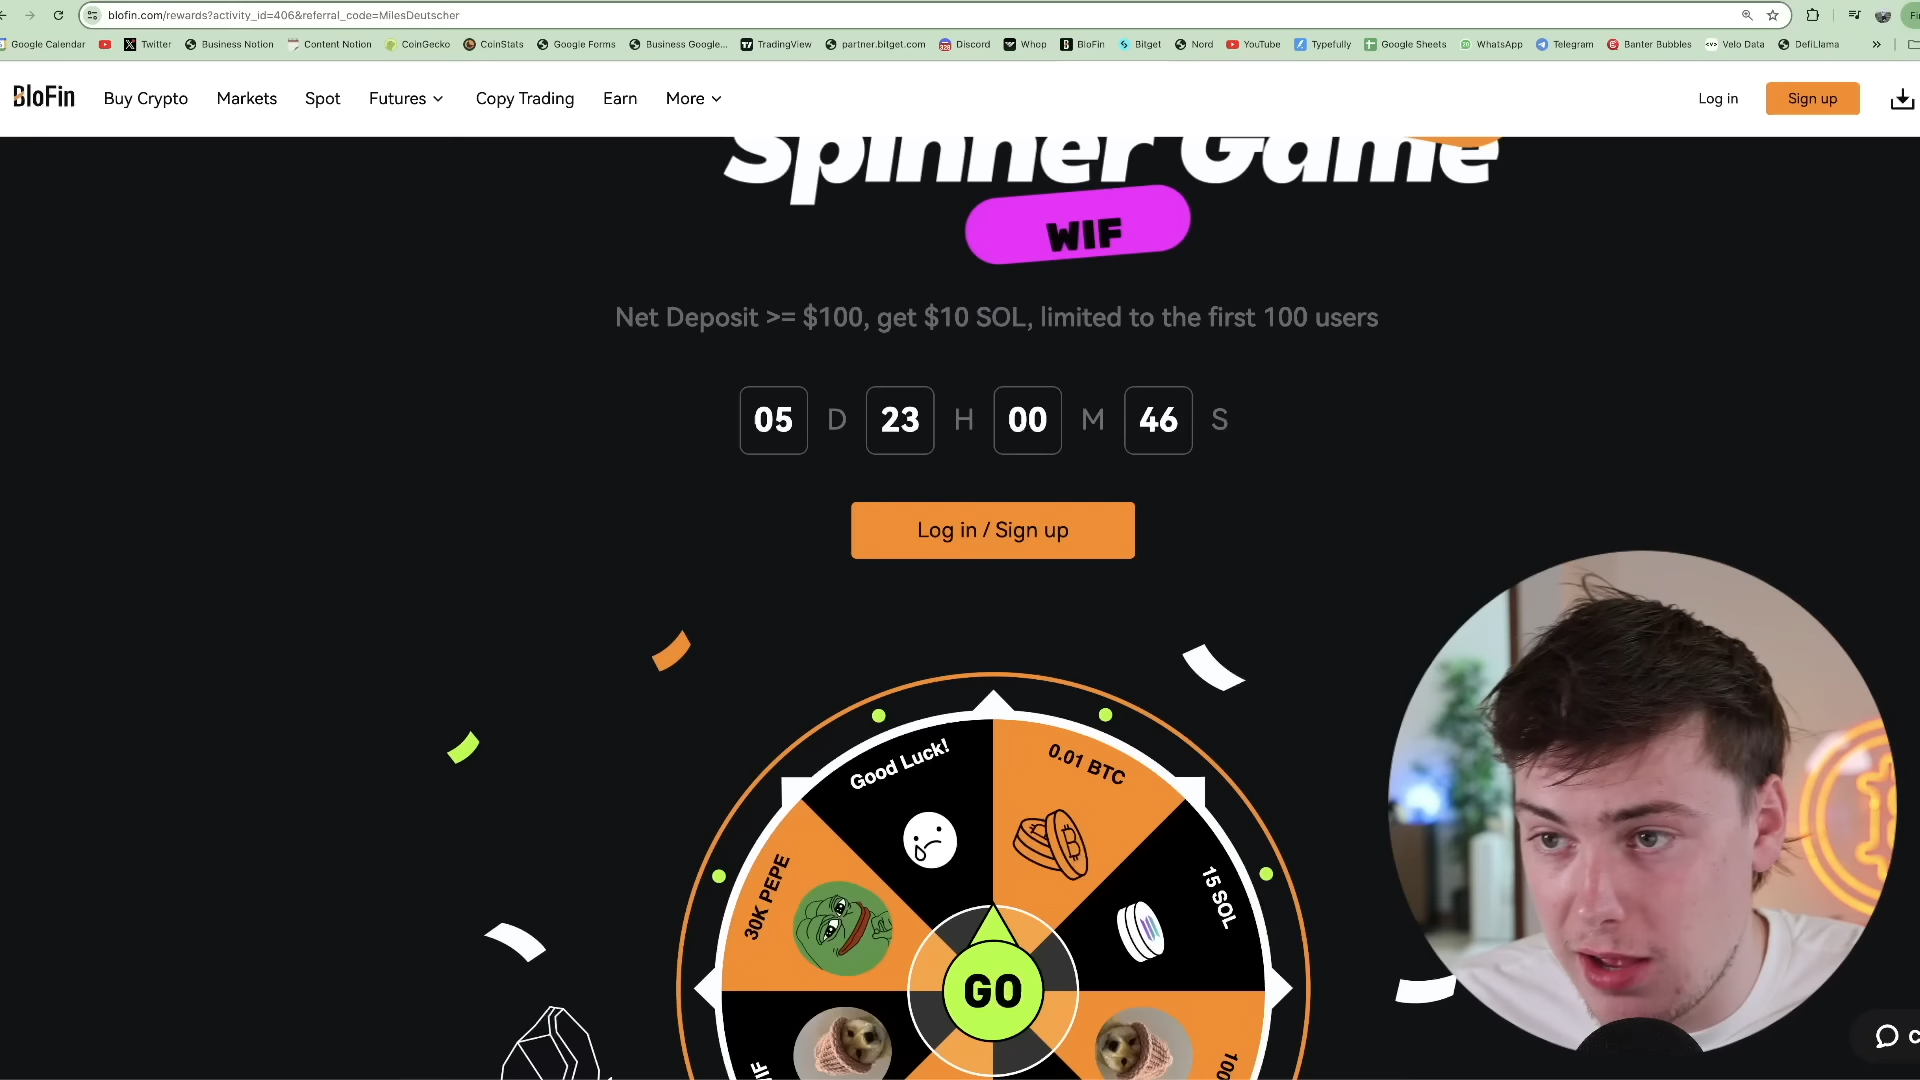 blofin.com/rewards?activity_id=406&referral_code=MilesDeutscher
Google Calendar Twitter Business Notion Content Notion CoinGecko CoinStats Google Forms Business Google... TradingView partner.bitget.com Discord Whop BloFin Bitget Nord YouTube Typefully Google Sheets WhatsApp Telegram Banter Bubbles Velo Data DefiLlama »
BloFin Buy Crypto Markets Spot Futures Copy Trading Earn More Log in Sign up
Spinner Game
WIF
Net Deposit >= $100, get $10 SOL, limited to the first 100 users
05 D 23 H 00 M 46 S
Log in / Sign up
Good Luck!
0.01 BTC
30K PEPE
15 SOL
GO